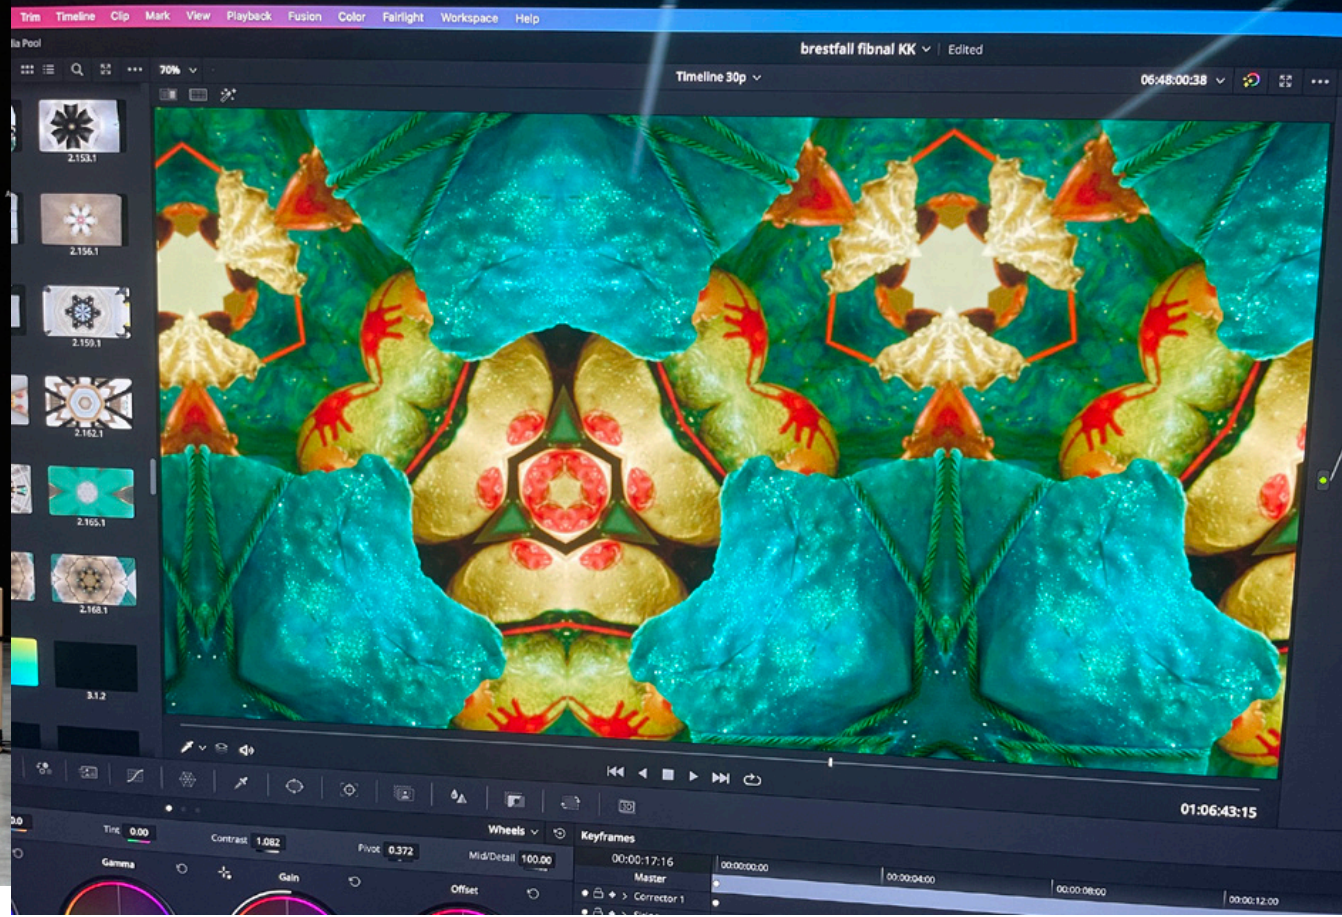 Trim Timeline Clip Mark View Playback Fusion Color Fairlight Workspace Help
brestfall fibnal KK Edited
70%
Timeline 30p
06:48:00:38
2.153.1
2.156.1
2.159.1
2.162.1
2.165.1
2.168.1
3.1.2
01:06:43:15
Tint 0.00
Contrast 1.082
Pivot 0.372
Mid/Detail 100.00
Wheels
Keyframes
Gamma
Gain
Offset
00:00:17:16
00:00:00:00
00:00:04:00
00:00:08:00
00:00:12:00
Master
Corrector 1